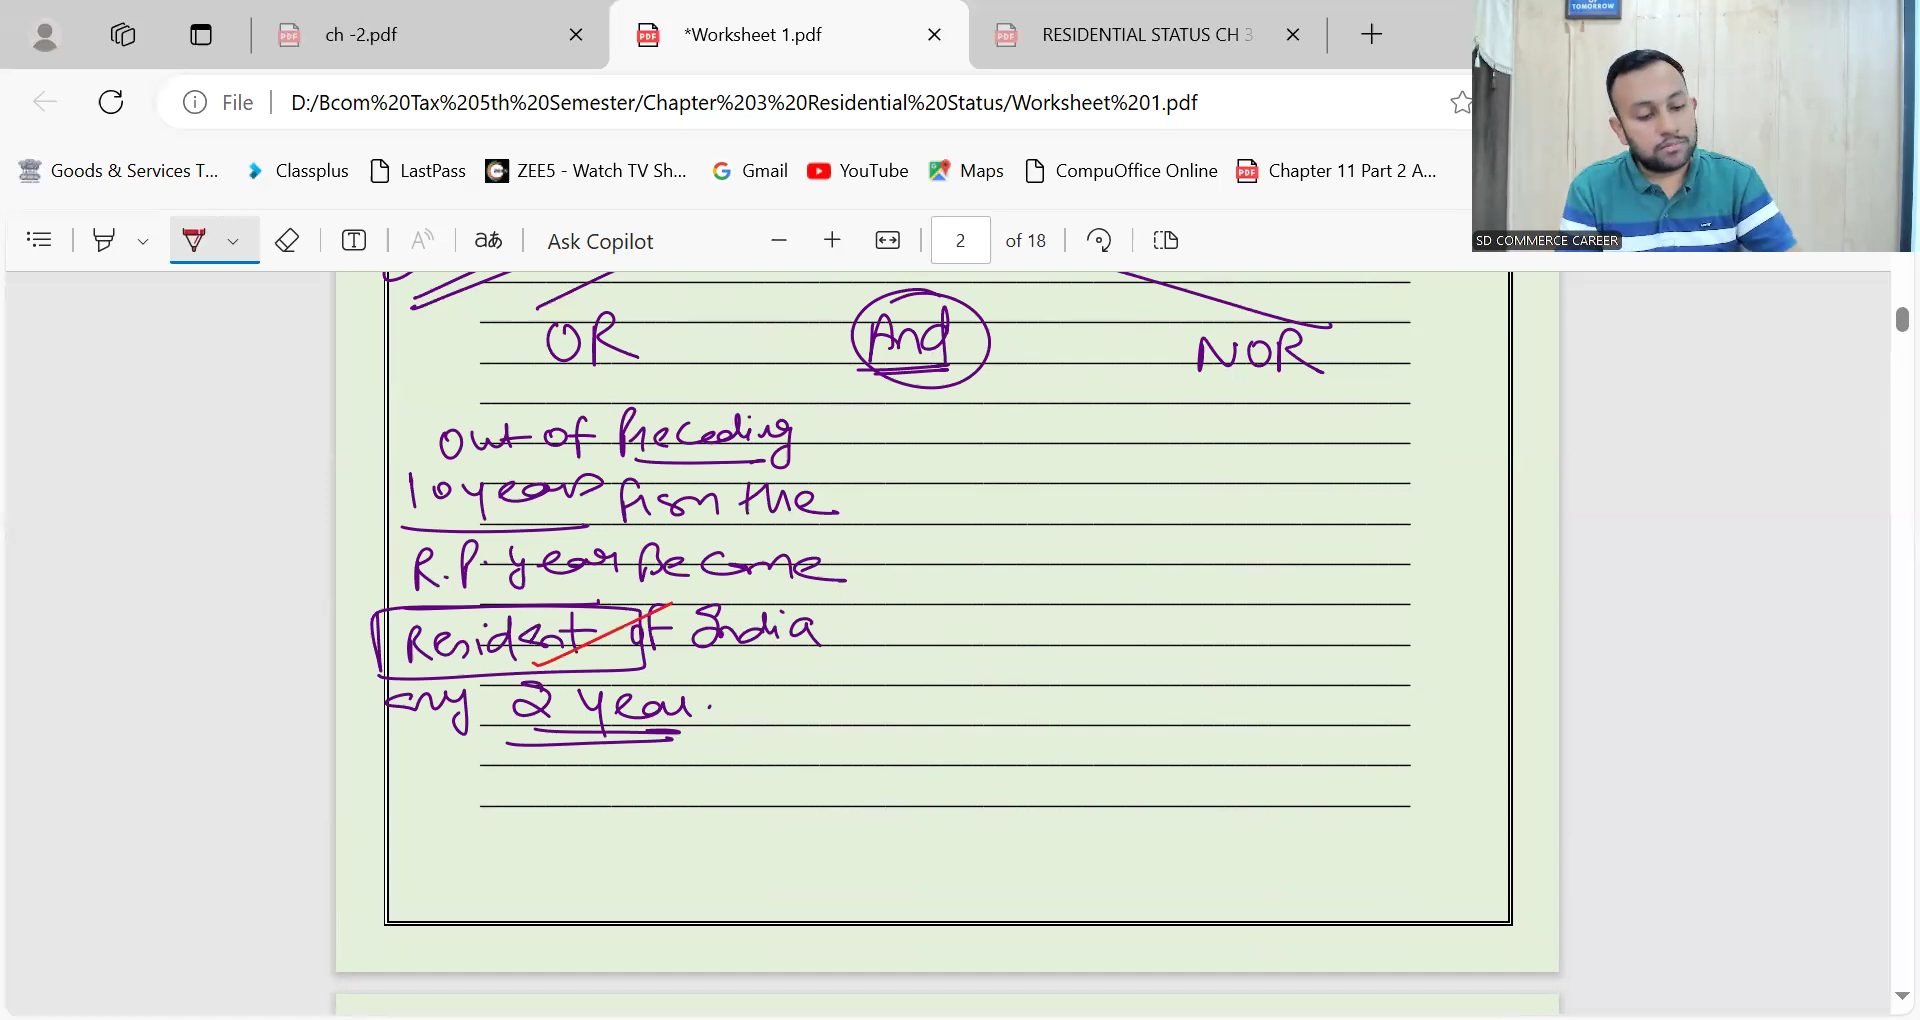 OF
TOMORROW
ch -2.pdf
*Worksheet 1.pdf
RESIDENTIAL STATUS CH 3
File
D:/Bcom%20Tax%205th%20Semester/Chapter%203%20Residential%20Status/Worksheet%201.pdf
Goods & Services T...
Classplus
LastPass
ZEE5 - Watch TV Sh...
Gmail
YouTube
Maps
CompuOffice Online
PDF
Chapter 11 Part 2 A...
Ask Copilot
2
of 18
SD COMMERCE CAREER
OR
And
NOR
Out of Preceding
10 years from the
R.P. year Become
Resident of India
any 2 year.